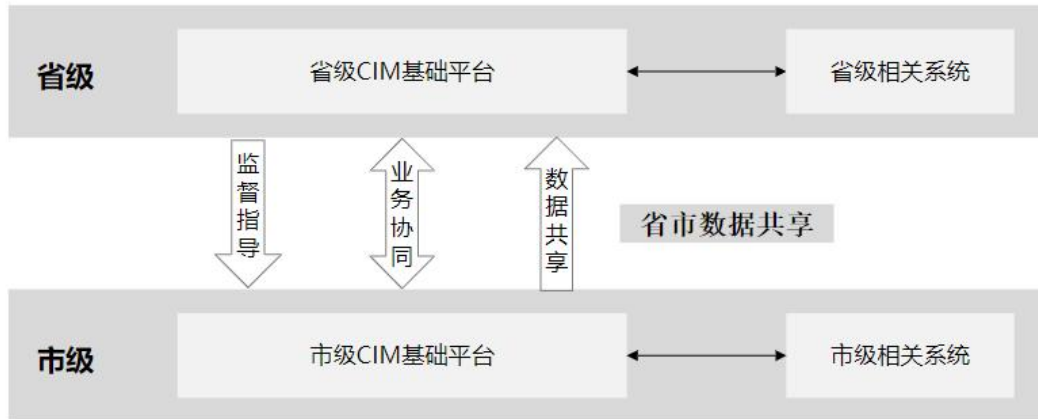 省级
省级CIM基础平台
省级相关系统
监督指导
业务协同
数据共享
省市数据共享
市级
市级CIM基础平台
市级相关系统